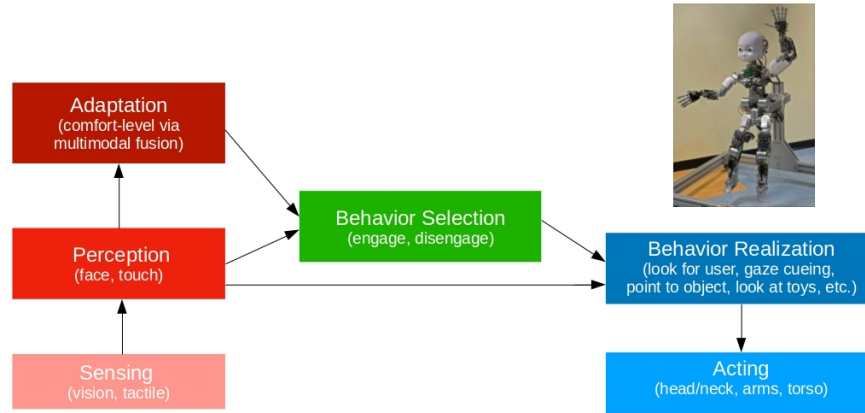 Adaptation
(comfort-level via
multimodal fusion)
Behavior Selection
(engage, disengage)
Perception
(face, touch)
Behavior Realization
(look for user, gaze cueing,
point to object, look at toys, etc.)
Sensing
(vision, tactile)
Acting
(head/neck, arms, torso)